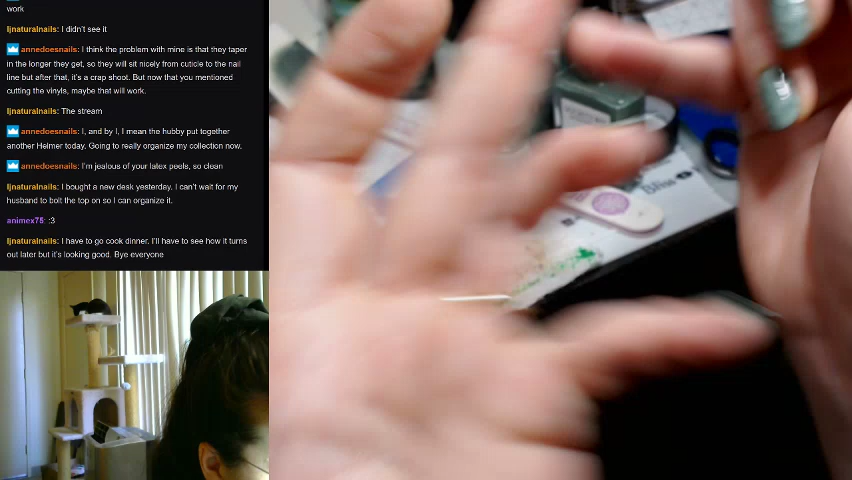 work
ljnaturalnails: I didn't see it
annedoesnails: I think the problem with mine is that they taper
in the longer they get, so they will sit nicely from cuticle to the nail
line but after that, it's a crap shoot. But now that you mentioned
cutting the vinyls, maybe that will work.
ljnaturalnails: The stream
annedoesnails: I, and by I, I mean the hubby put together
another Helmer today. Going to really organize my collection now.
annedoesnails: I'm jealous of your latex peels, so clean
ljnaturalnails: I bought a new desk yesterday. I can't wait for my
husband to bolt the top on so I can organize it.
animex75: :3
ljnaturalnails: I have to go cook dinner. I'll have to see how it turns
out later but it's looking good. Bye everyone
Bliss